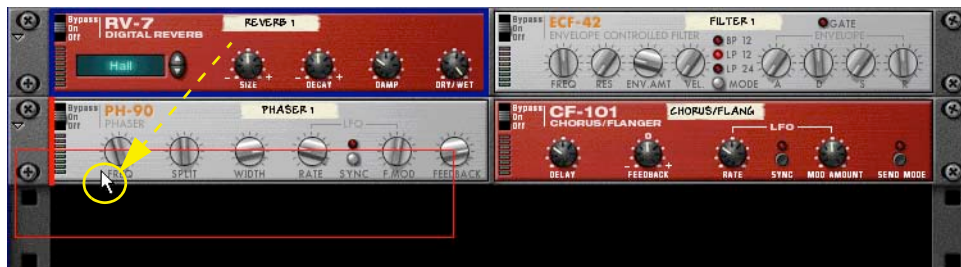 Bypass
On
Off
RV-7
DIGITAL REVERB
REVERB 1
Hall
SIZE DECAY DAMP DRY/WET
Bypass
On
Off
ECF-42
ENVELOPE CONTROLLED FILTER
FILTER 1
GATE
BP 12
LP 12
LP 24
ENVELOPE
FREQ RES ENV.AMT VEL. MODE A D S R
Bypass
On
Off
PH-90
PHASER
PHASER 1
LFO
FREQ SPLIT WIDTH RATE SYNC F.MOD FEEDBACK
Bypass
On
Off
CF-101
CHORUS/FLANGER
CHORUS/FLANG
LFO
0
DELAY FEEDBACK RATE SYNC MOD AMOUNT SEND MODE